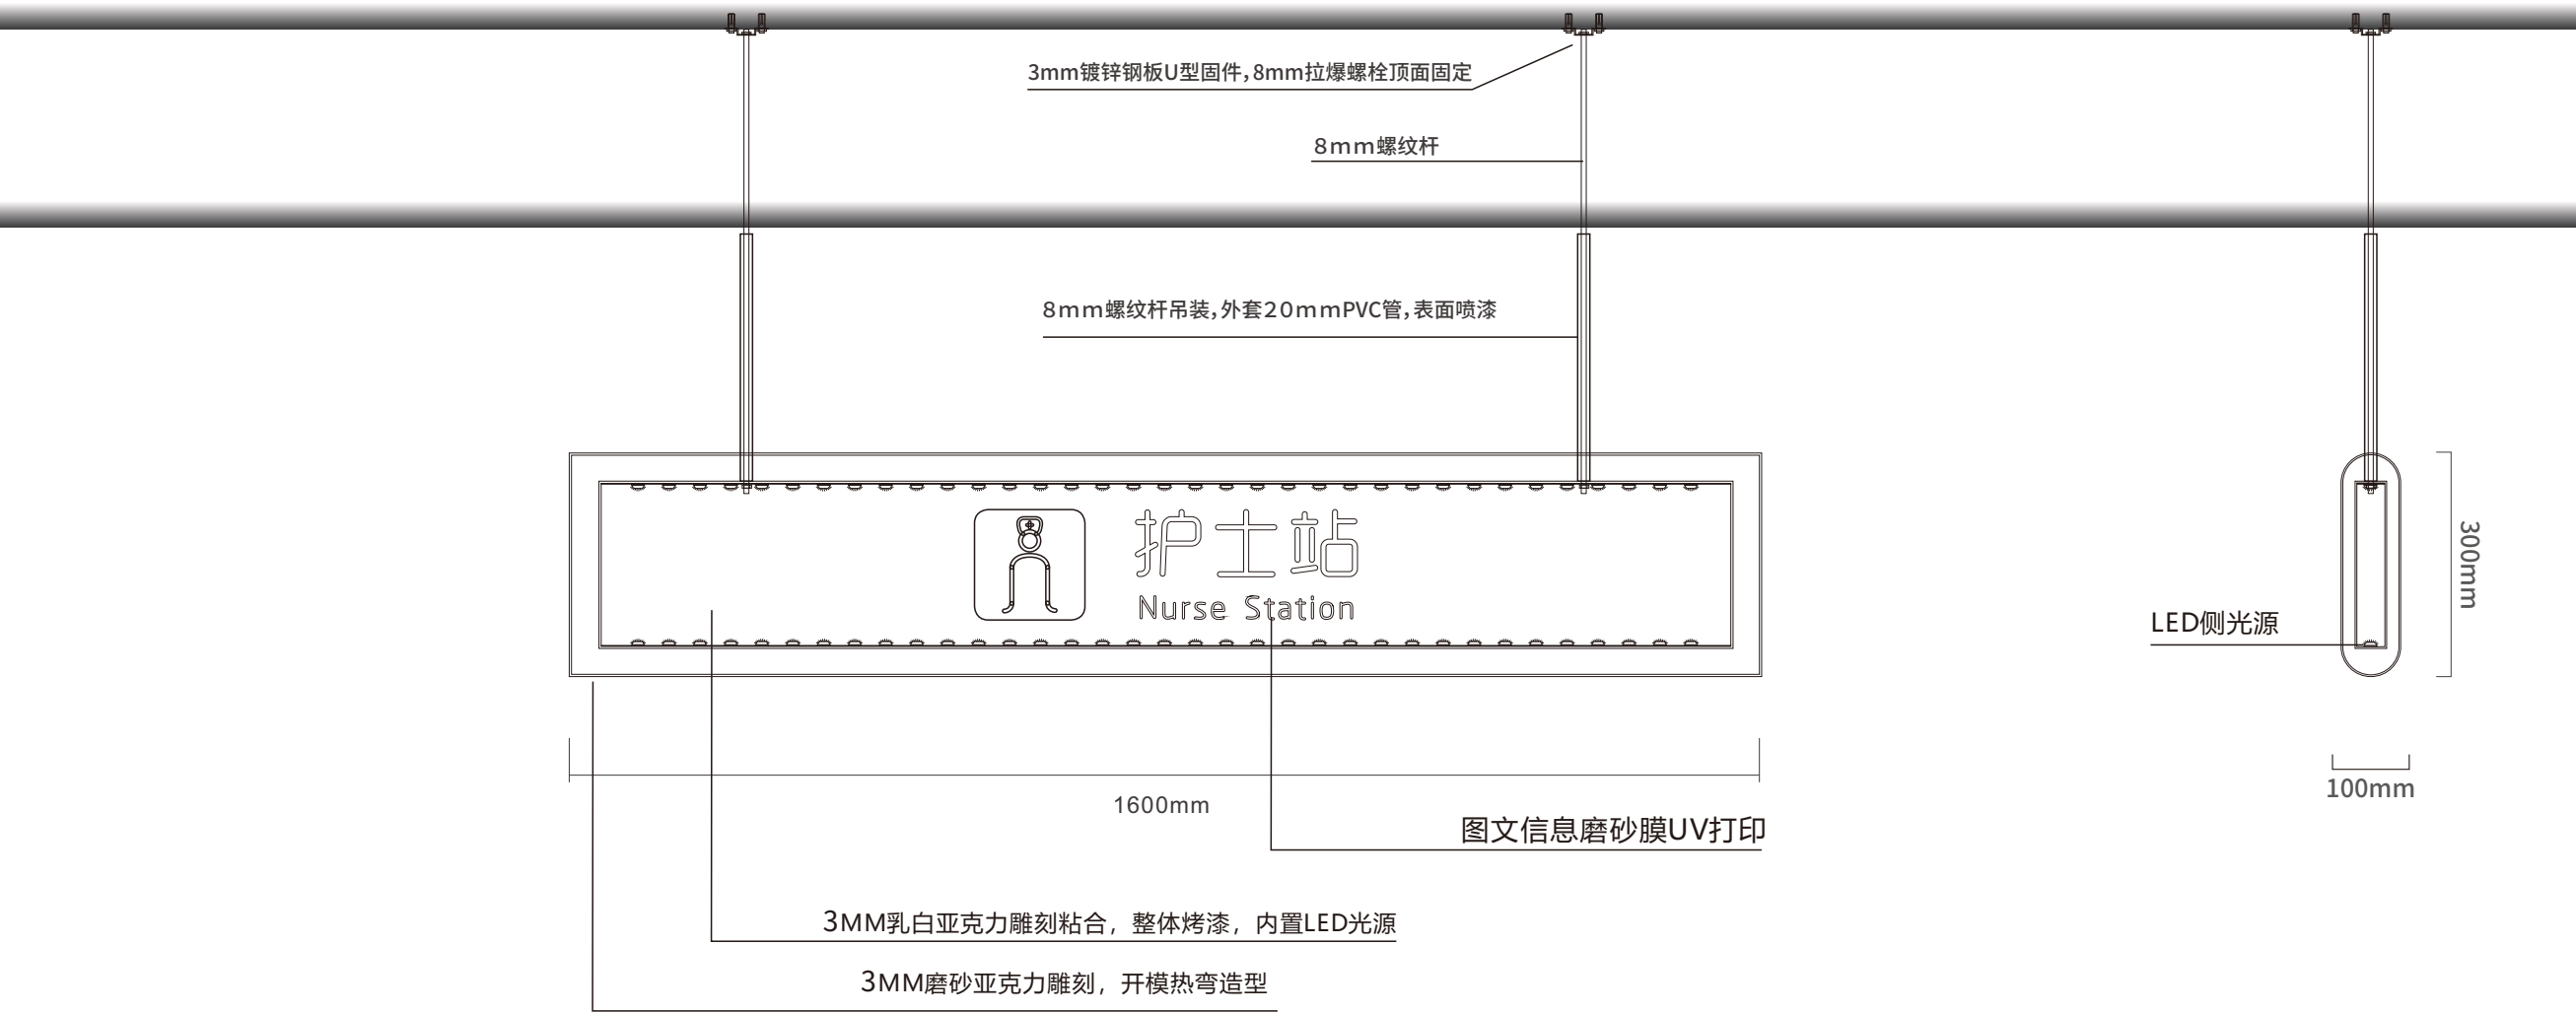 3mm镀锌钢板U型固件,8mm拉爆螺栓顶面固定
8mm螺纹杆
8mm螺纹杆吊装,外套20mmPVC管,表面喷漆
护士站
Nurse Station
300mm
LED侧光源
100mm
1600mm
图文信息磨砂膜UV打印
3MM乳白亚克力雕刻粘合，整体烤漆，内置LED光源
3MM磨砂亚克力雕刻，开模热弯造型